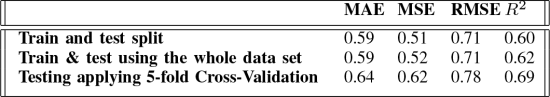 MAE MSE RMSE R²
Train and test split 0.59 0.51 0.71 0.60
Train & test using the whole data set 0.59 0.52 0.71 0.62
Testing applying 5-fold Cross-Validation 0.64 0.62 0.78 0.69